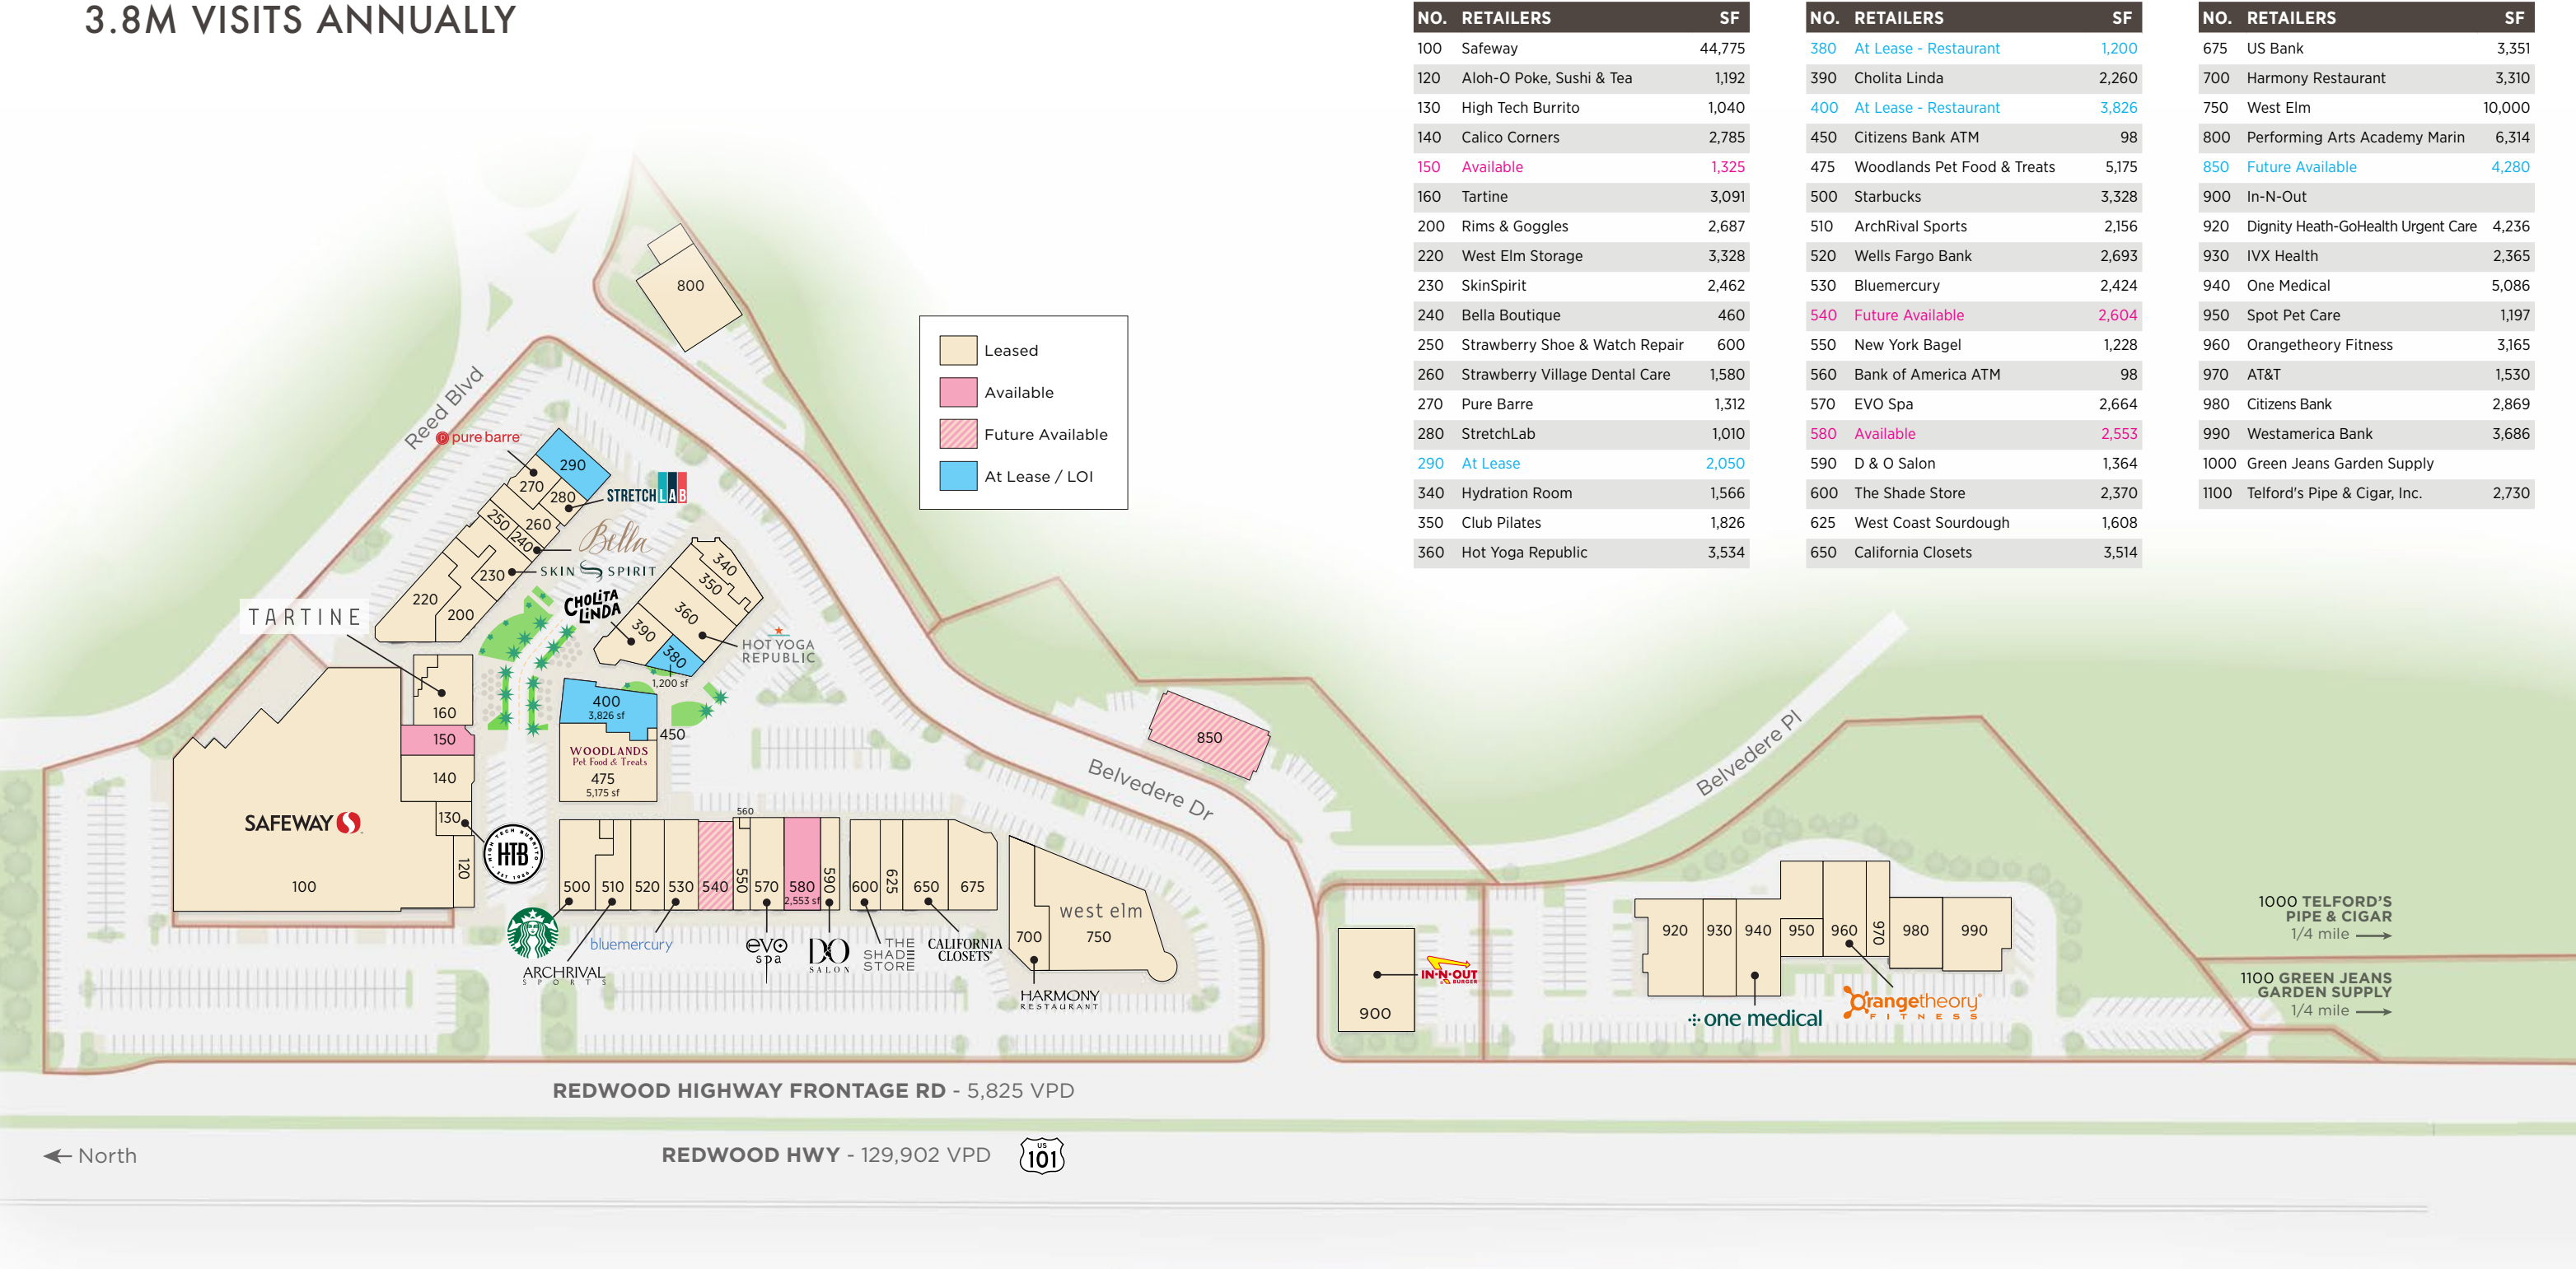 3.8M VISITS ANNUALLY
NO. RETAILERS SF
100 Safeway 44,775
120 Aloh-O Poke, Sushi & Tea 1,192
130 High Tech Burrito 1,040
140 Calico Corners 2,785
150 Available 1,325
160 Tartine 3,091
200 Rims & Goggles 2,687
220 West Elm Storage 3,328
230 SkinSpirit 2,462
240 Bella Boutique 460
250 Strawberry Shoe & Watch Repair 600
260 Strawberry Village Dental Care 1,580
270 Pure Barre 1,312
280 StretchLab 1,010
290 At Lease 2,050
340 Hydration Room 1,566
350 Club Pilates 1,826
360 Hot Yoga Republic 3,534
NO. RETAILERS SF
380 At Lease - Restaurant 1,200
390 Cholita Linda 2,260
400 At Lease - Restaurant 3,826
450 Citizens Bank ATM 98
475 Woodlands Pet Food & Treats 5,175
500 Starbucks 3,328
510 ArchRival Sports 2,156
520 Wells Fargo Bank 2,693
530 Bluemercury 2,424
540 Future Available 2,604
550 New York Bagel 1,228
560 Bank of America ATM 98
570 EVO Spa 2,664
580 Available 2,553
590 D & O Salon 1,364
600 The Shade Store 2,370
625 West Coast Sourdough 1,608
650 California Closets 3,514
NO. RETAILERS SF
675 US Bank 3,351
700 Harmony Restaurant 3,310
750 West Elm 10,000
800 Performing Arts Academy Marin 6,314
850 Future Available 4,280
900 In-N-Out
920 Dignity Heath-GoHealth Urgent Care 4,236
930 IVX Health 2,365
940 One Medical 5,086
950 Spot Pet Care 1,197
960 Orangetheory Fitness 3,165
970 AT&T 1,530
980 Citizens Bank 2,869
990 Westamerica Bank 3,686
1000 Green Jeans Garden Supply
1100 Telford's Pipe & Cigar, Inc. 2,730
Leased
Available
Future Available
At Lease / LOI
800
Reed Blvd
pure barre
290
270
280
STRETCH LAB
250
260
240
Bella
230
SKIN SPIRIT
220
200
TARTINE
CHOLITA
LINDA
340
350
360
390
380
1,200 sf
HOT YOGA
REPUBLIC
160
150
140
130
120
SAFEWAY
100
HIGH TECH BURRITO
HTB
EST 1986
400
3,826 sf
450
WOODLANDS
Pet Food & Treats
475
5,175 sf
850
Belvedere Dr
Belvedere Pl
560
500
510
520
530
540
550
570
580
2,553 sf
590
600
625
650
675
ARCHRIVAL
SPORTS
bluemercury
evo
spa
DO
SALON
THE
SHADE
STORE
CALIFORNIA
CLOSETS
700
west elm
750
HARMONY
RESTAURANT
900
IN-N-OUT
BURGER
920
930
940
950
960
970
980
990
one medical
Orangetheory
FITNESS
1000 TELFORD'S
PIPE & CIGAR
1/4 mile
1100 GREEN JEANS
GARDEN SUPPLY
1/4 mile
REDWOOD HIGHWAY FRONTAGE RD - 5,825 VPD
North
REDWOOD HWY - 129,902 VPD
US
101